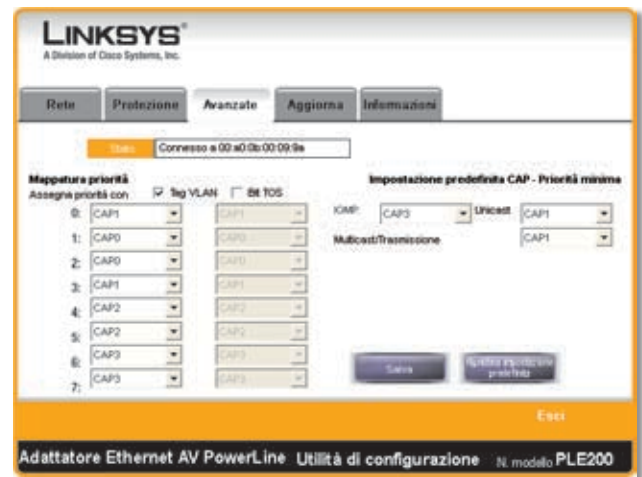 LINKSYS®
A Division of Cisco Systems, Inc.
Rete Protezione Avanzate Aggiorna Informazioni
Stato Connesso a 00:a0:0b:00:09:9a
Mappatura priorità Impostazione predefinita CAP - Priorità minima
Assegna priorità con Tag VLAN Bit TOS
0: CAP1 CAP1 IGMP: CAP3 Unicast: CAP1
1: CAP0 CAP0 Multicast/Trasmissione CAP1
2: CAP0 CAP0
3: CAP1 CAP1
4: CAP2 CAP2
5: CAP2 CAP2
6: CAP3 CAP3
7: CAP3 CAP3
Salva Ripristina impostazione predefinita
Esci
Adattatore Ethernet AV PowerLine Utilità di configurazione N. modello PLE200